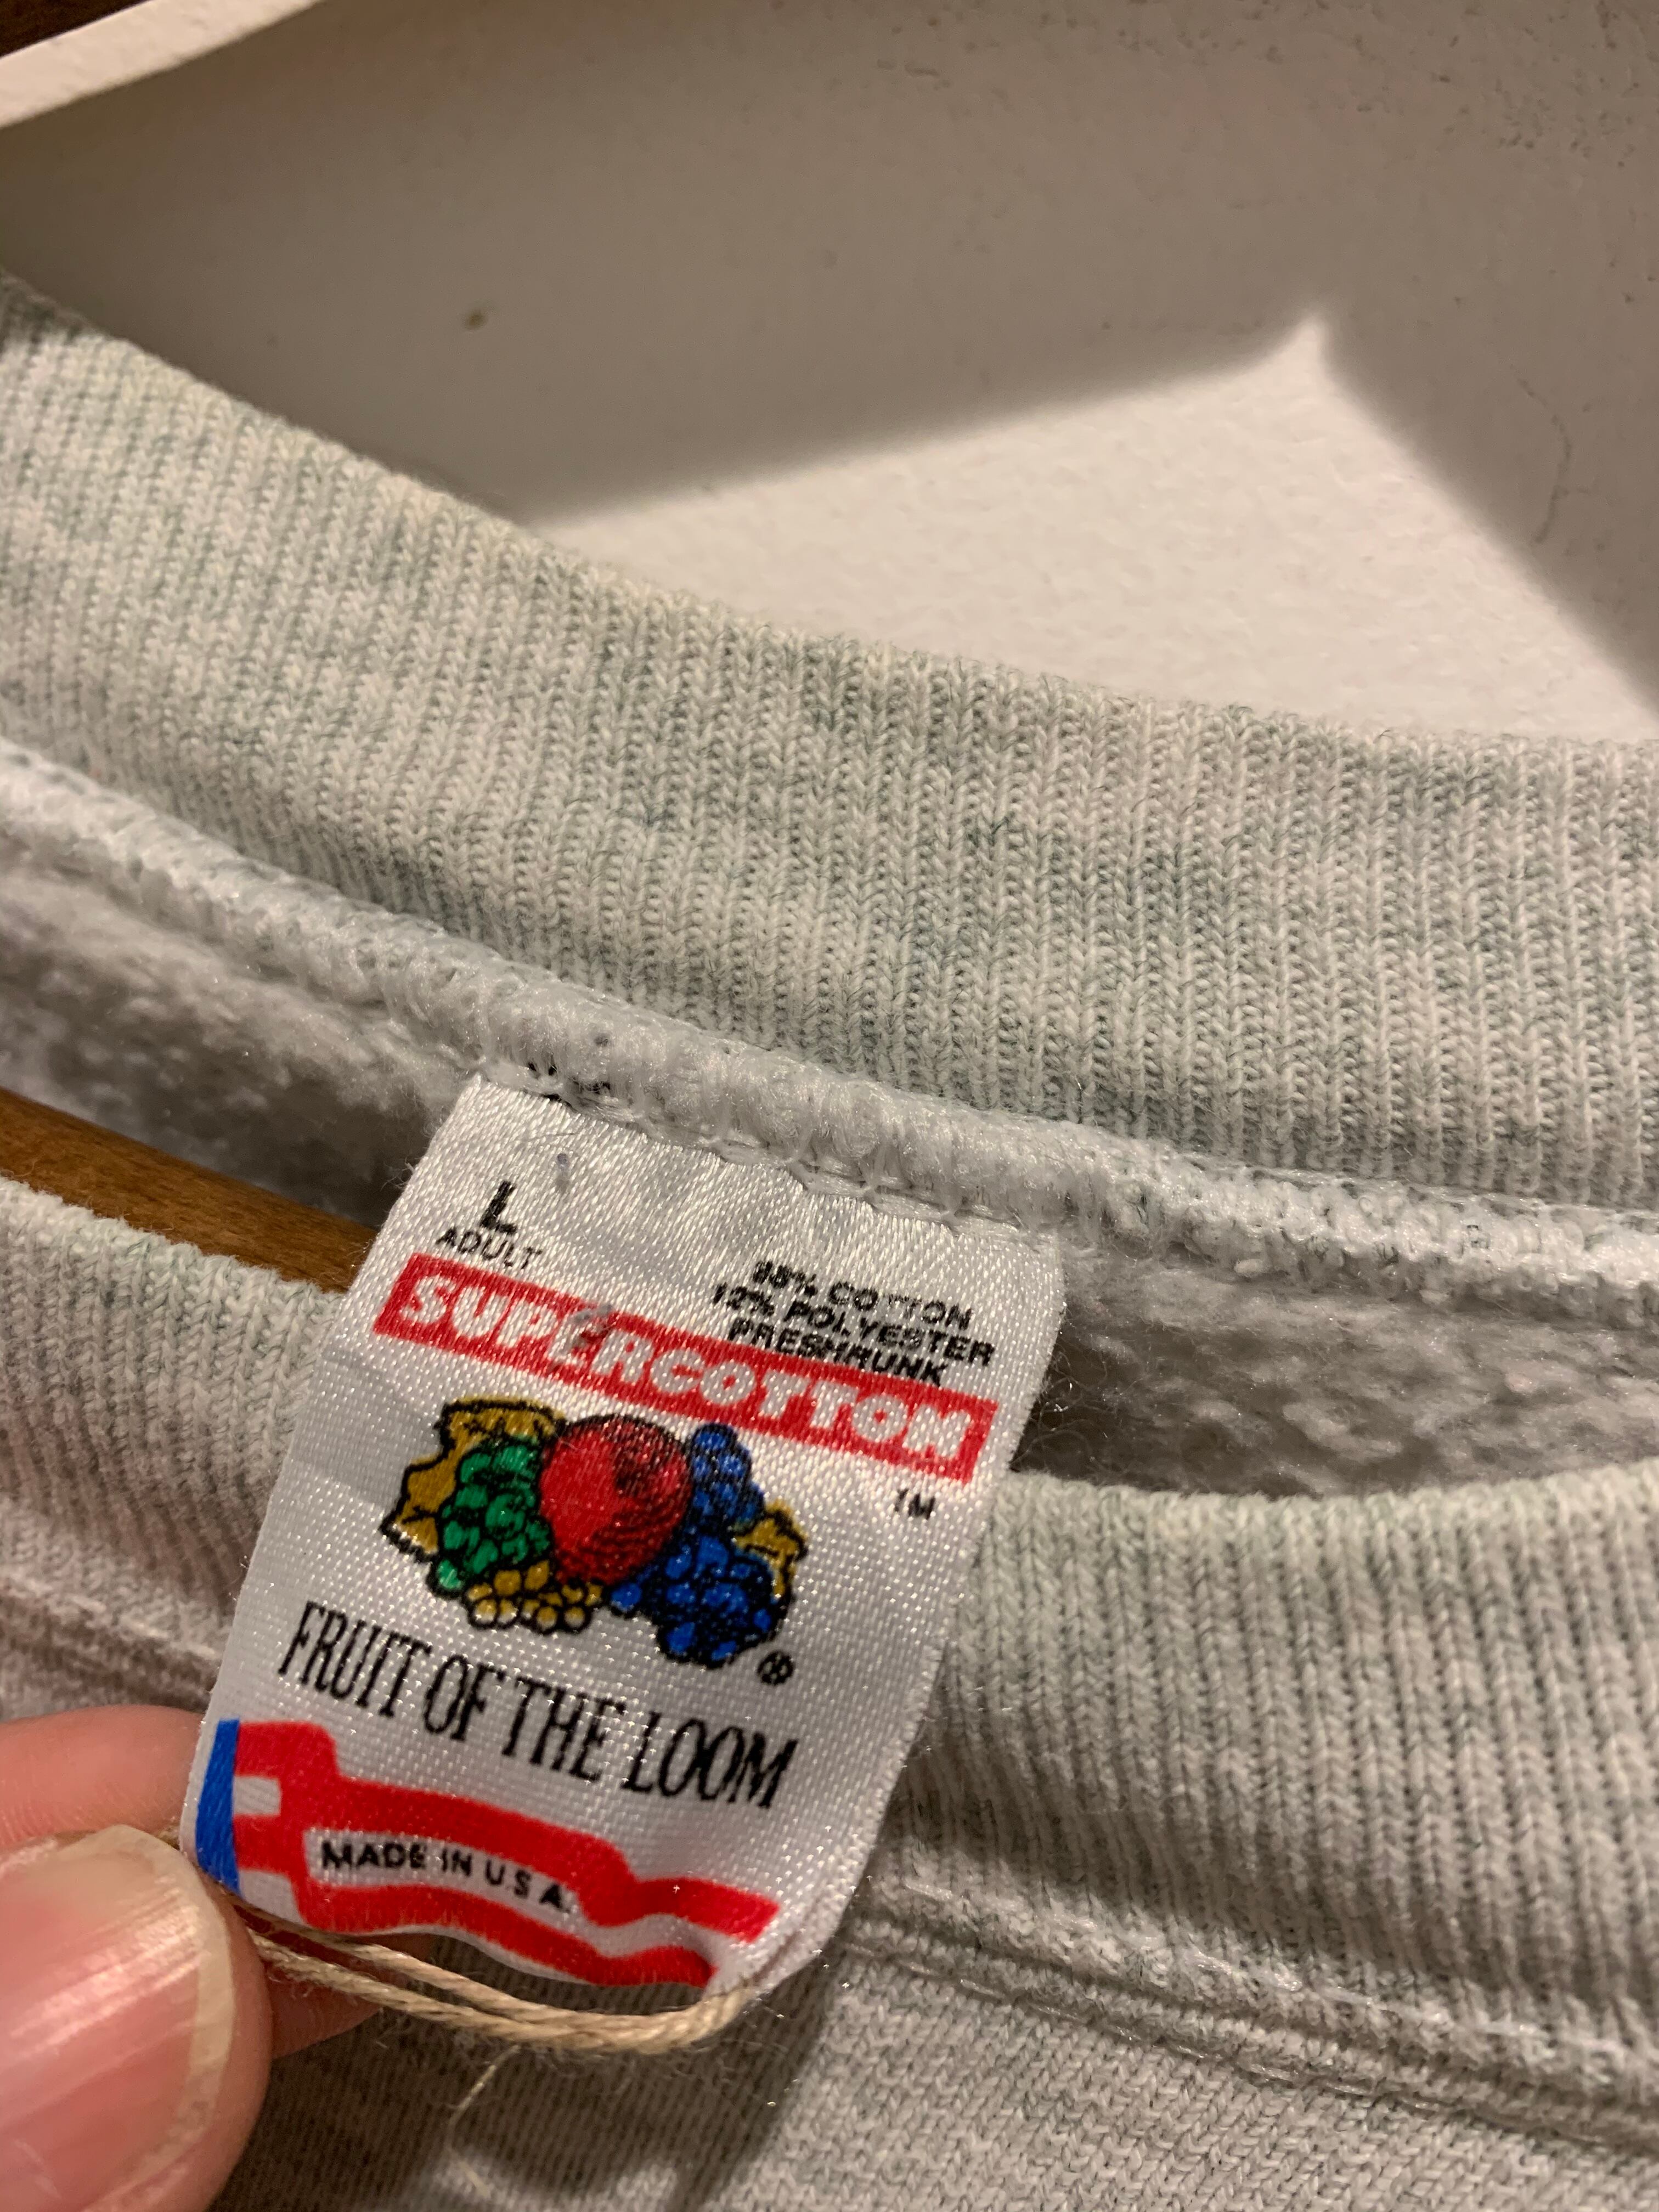 L
ADULT
88% COTTON
12% POLYESTER
PRESHRUNK
SUPERCOTTON
TM
FRUIT OF THE LOOM
®
MADE IN U.S.A.